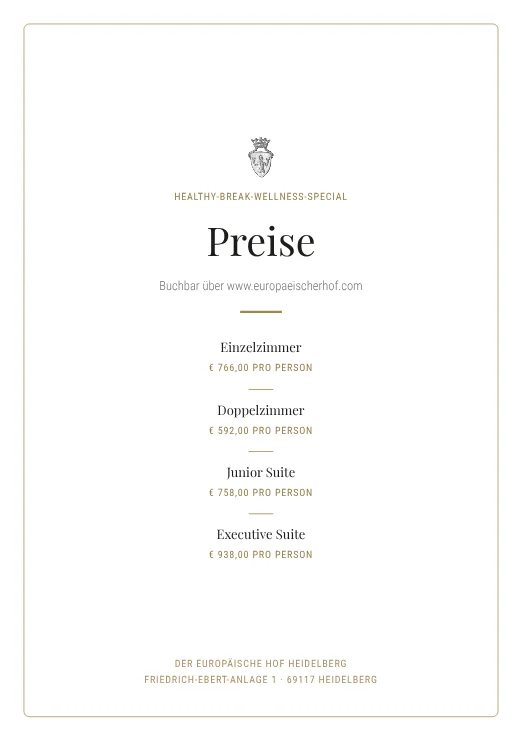 HEALTHY-BREAK-WELLNESS-SPECIAL
Preise
Buchbar über www.europaeischerhof.com
Einzelzimmer
€ 766,00 PRO PERSON
Doppelzimmer
€ 592,00 PRO PERSON
Junior Suite
€ 758,00 PRO PERSON
Executive Suite
€ 938,00 PRO PERSON
DER EUROPÄISCHE HOF HEIDELBERG
FRIEDRICH-EBERT-ANLAGE 1 · 69117 HEIDELBERG